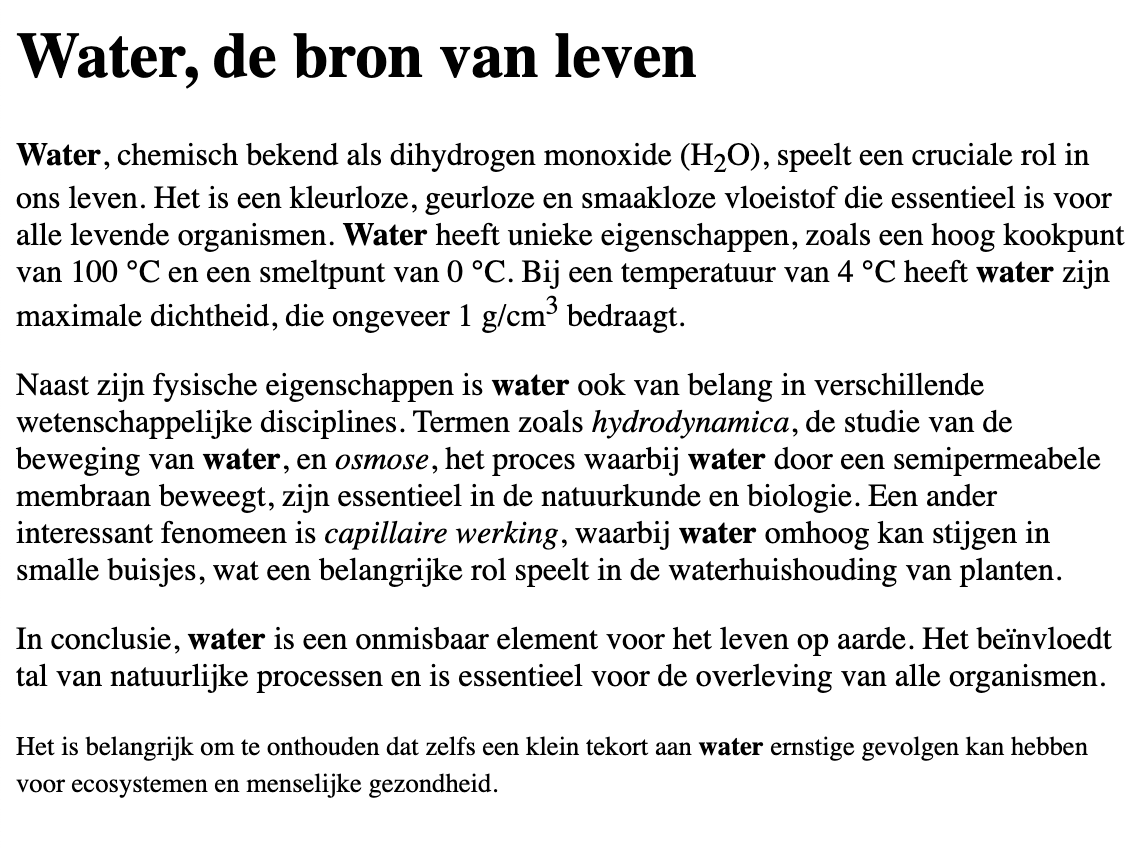 Water, de bron van leven
Water, chemisch bekend als dihydrogen monoxide (H₂O), speelt een cruciale rol in
ons leven. Het is een kleurloze, geurloze en smaakloze vloeistof die essentieel is voor
alle levende organismen. Water heeft unieke eigenschappen, zoals een hoog kookpunt
van 100 °C en een smeltpunt van 0 °C. Bij een temperatuur van 4 °C heeft water zijn
maximale dichtheid, die ongeveer 1 g/cm³ bedraagt.
Naast zijn fysische eigenschappen is water ook van belang in verschillende
wetenschappelijke disciplines. Termen zoals hydrodynamica, de studie van de
beweging van water, en osmose, het proces waarbij water door een semipermeabele
membraan beweegt, zijn essentieel in de natuurkunde en biologie. Een ander
interessant fenomeen is capillaire werking, waarbij water omhoog kan stijgen in
smalle buisjes, wat een belangrijke rol speelt in de waterhuishouding van planten.
In conclusie, water is een onmisbaar element voor het leven op aarde. Het beïnvloedt
tal van natuurlijke processen en is essentieel voor de overleving van alle organismen.
Het is belangrijk om te onthouden dat zelfs een klein tekort aan water ernstige gevolgen kan hebben
voor ecosystemen en menselijke gezondheid.